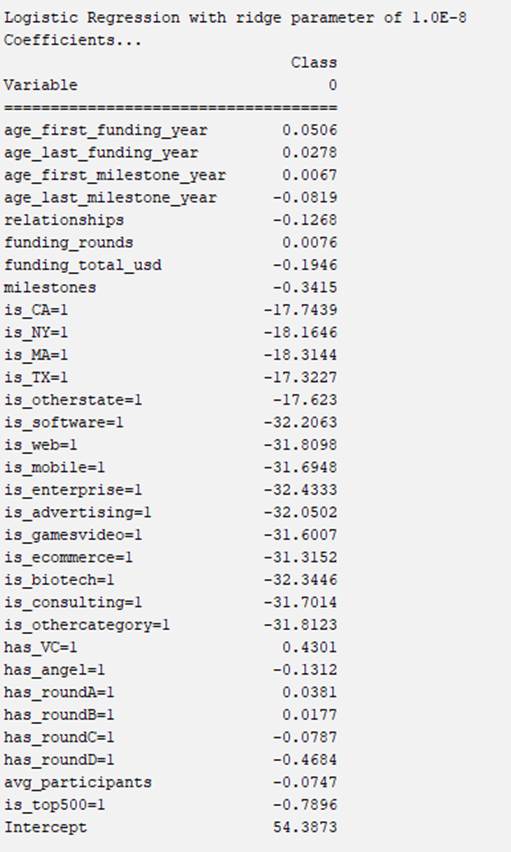 Logistic Regression with ridge parameter of 1.0E-8
Coefficients...
Class
Variable 0
====================================
age_first_funding_year 0.0506
age_last_funding_year 0.0278
age_first_milestone_year 0.0067
age_last_milestone_year -0.0819
relationships -0.1268
funding_rounds 0.0076
funding_total_usd -0.1946
milestones -0.3415
is_CA=1 -17.7439
is_NY=1 -18.1646
is_MA=1 -18.3144
is_TX=1 -17.3227
is_otherstate=1 -17.623
is_software=1 -32.2063
is_web=1 -31.8098
is_mobile=1 -31.6948
is_enterprise=1 -32.4333
is_advertising=1 -32.0502
is_gamesvideo=1 -31.6007
is_ecommerce=1 -31.3152
is_biotech=1 -32.3446
is_consulting=1 -31.7014
is_othercategory=1 -31.8123
has_VC=1 0.4301
has_angel=1 -0.1312
has_roundA=1 0.0381
has_roundB=1 0.0177
has_roundC=1 -0.0787
has_roundD=1 -0.4684
avg_participants -0.0747
is_top500=1 -0.7896
Intercept 54.3873